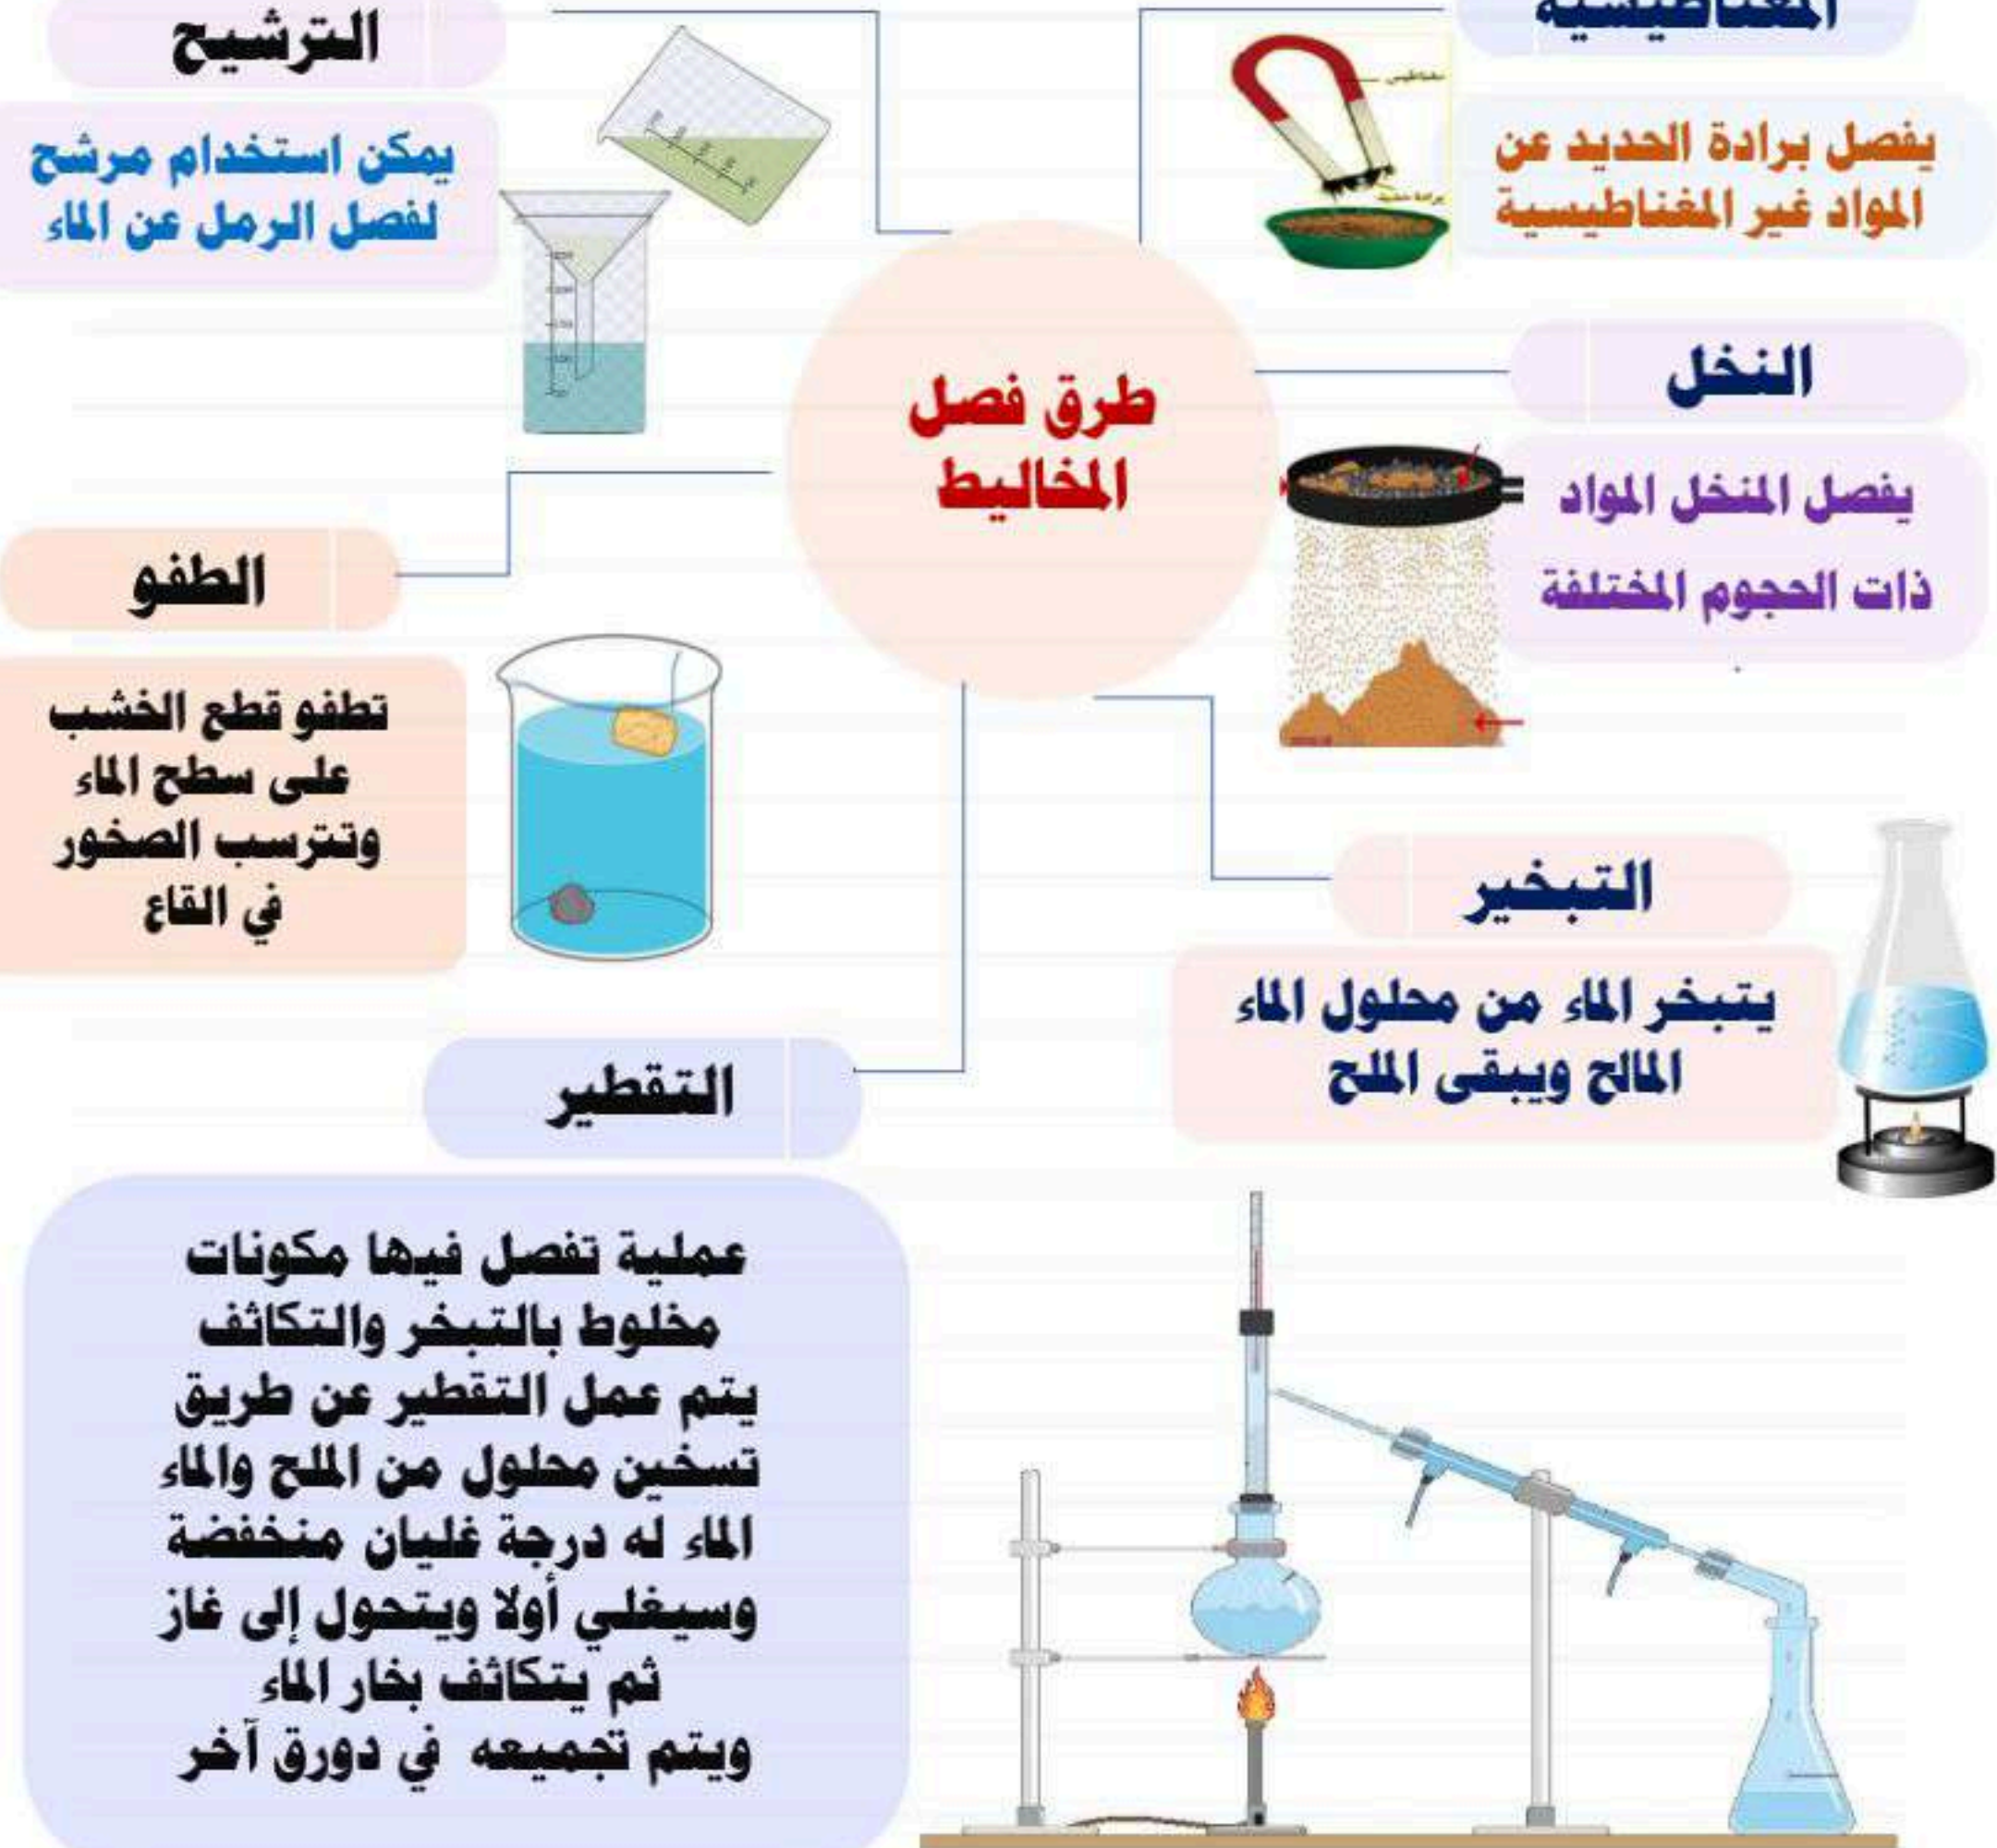 المغناطيسية
يفصل برادة الحديد عن
المواد غير المغناطيسية
مغناطيس
برادة حديد
الترشيح
يمكن استخدام مرشح
لفصل الرمل عن الماء
طرق فصل
المخاليط
النخل
يفصل المنخل المواد
ذات الحجوم المختلفة
الطفو
تطفو قطع الخشب
على سطح الماء
وتترسب الصخور
في القاع
التبخير
يتبخر الماء من محلول الماء
المالح ويبقى الملح
التقطير
عملية تفصل فيها مكونات
مخلوط بالتبخر والتكاثف
يتم عمل التقطير عن طريق
تسخين محلول من الملح والماء
الماء له درجة غليان منخفضة
وسيغلي أولا ويتحول إلى غاز
ثم يتكاثف بخار الماء
ويتم تجميعه في دورق آخر